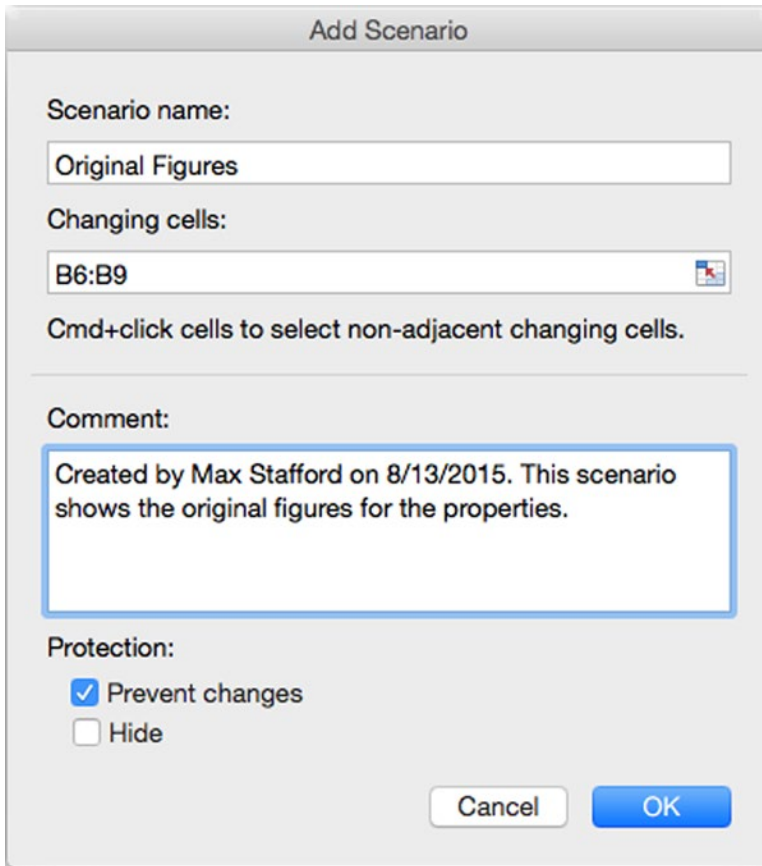 Add Scenario
Scenario name:
Original Figures
Changing cells:
B6:B9
Cmd+click cells to select non-adjacent changing cells.
Comment:
Created by Max Stafford on 8/13/2015. This scenario
shows the original figures for the properties.
Protection:
Prevent changes
Hide
Cancel OK